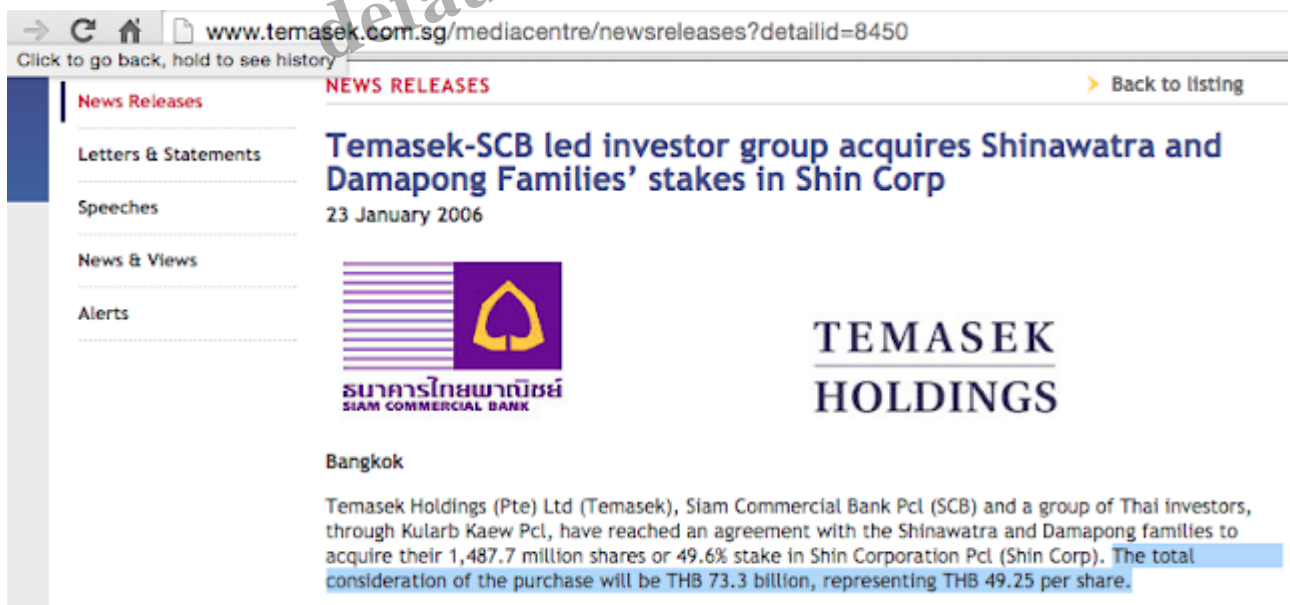 www.temasek.com.sg/mediacentre/newsreleases?detailid=8450
Click to go back, hold to see history
NEWS RELEASES
Back to listing
News Releases
Letters & Statements
Speeches
News & Views
Alerts
Temasek-SCB led investor group acquires Shinawatra and
Damapong Families’ stakes in Shin Corp
23 January 2006
ธนาคารไทยพาณิชย์
SIAM COMMERCIAL BANK
TEMASEK
HOLDINGS
Bangkok
Temasek Holdings (Pte) Ltd (Temasek), Siam Commercial Bank Pcl (SCB) and a group of Thai investors,
through Kularb Kaew Pcl, have reached an agreement with the Shinawatra and Damapong families to
acquire their 1,487.7 million shares or 49.6% stake in Shin Corporation Pcl (Shin Corp). The total
consideration of the purchase will be THB 73.3 billion, representing THB 49.25 per share.